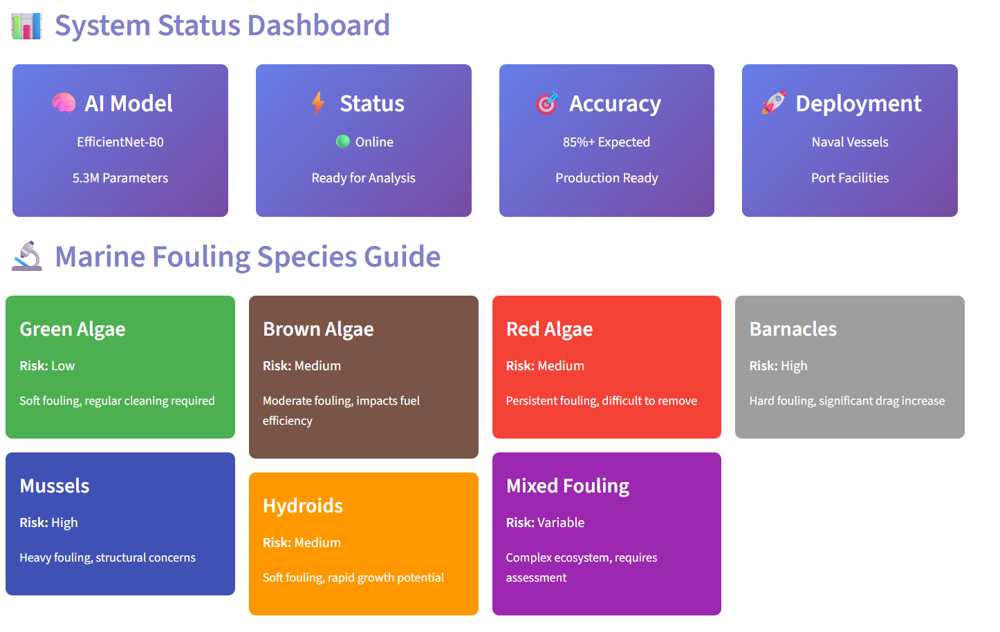 System Status Dashboard
AI Model
EfficientNet-B0
5.3M Parameters
Status
Online
Ready for Analysis
Accuracy
85%+ Expected
Production Ready
Deployment
Naval Vessels
Port Facilities
Marine Fouling Species Guide
Green Algae
Risk: Low
Soft fouling, regular cleaning required
Brown Algae
Risk: Medium
Moderate fouling, impacts fuel
efficiency
Red Algae
Risk: Medium
Persistent fouling, difficult to remove
Barnacles
Risk: High
Hard fouling, significant drag increase
Mussels
Risk: High
Heavy fouling, structural concerns
Hydroids
Risk: Medium
Soft fouling, rapid growth potential
Mixed Fouling
Risk: Variable
Complex ecosystem, requires
assessment